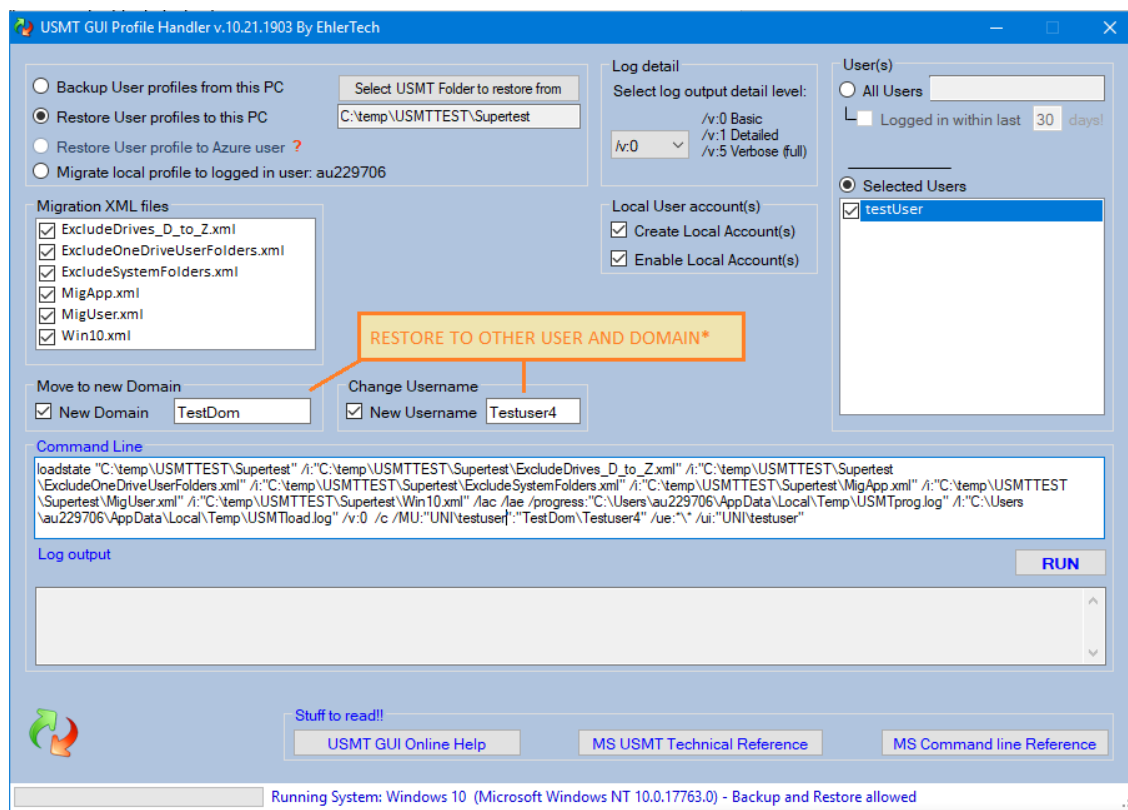 USMT GUI Profile Handler v.10.21.1903 By EhlerTech
Backup User profiles from this PC
Select USMT Folder to restore from
Restore User profiles to this PC
C:\temp\USMTTEST\Supertest
Restore User profile to Azure user ?
Migrate local profile to logged in user: au229706
Log detail
Select log output detail level:
/v:0
/v:0 Basic
/v:1 Detailed
/v:5 Verbose (full)
User(s)
All Users
Logged in within last 30 days!
Selected Users
testUser
Migration XML files
ExcludeDrives_D_to_Z.xml
ExcludeOneDriveUserFolders.xml
ExcludeSystemFolders.xml
MigApp.xml
MigUser.xml
Win10.xml
Local User account(s)
Create Local Account(s)
Enable Local Account(s)
RESTORE TO OTHER USER AND DOMAIN*
Move to new Domain
New Domain TestDom
Change Username
New Username Testuser4
Command Line
loadstate "C:\temp\USMTTEST\Supertest" /i:"C:\temp\USMTTEST\Supertest\ExcludeDrives_D_to_Z.xml" /i:"C:\temp\USMTTEST\Supertest
\ExcludeOneDriveUserFolders.xml" /i:"C:\temp\USMTTEST\Supertest\ExcludeSystemFolders.xml" /i:"C:\temp\USMTTEST\Supertest\MigApp.xml" /i:"C:\temp\USMTTEST
\Supertest\MigUser.xml" /i:"C:\temp\USMTTEST\Supertest\Win10.xml" /lac /lae /progress:"C:\Users\au229706\AppData\Local\Temp\USMTprog.log" /l:"C:\Users
\au229706\AppData\Local\Temp\USMTload.log" /v:0 /c /MU:"UNI\testuser":"TestDom\Testuser4" /ue:*\* /ui:"UNI\testuser"
Log output
RUN
Stuff to read!!
USMT GUI Online Help
MS USMT Technical Reference
MS Command line Reference
Running System: Windows 10 (Microsoft Windows NT 10.0.17763.0) - Backup and Restore allowed